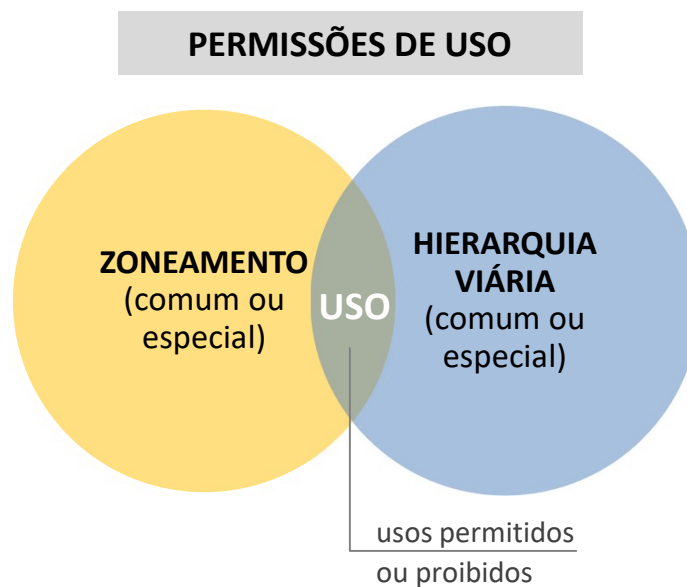 PERMISSÕES DE USO
ZONEAMENTO
(comum ou
especial)
USO
HIERARQUIA
VIÁRIA
(comum ou
especial)
usos permitidos
ou proibidos